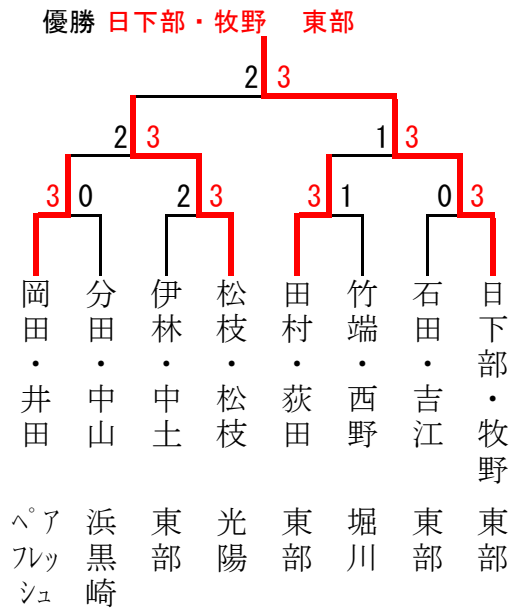 優勝 日下部・牧野 東部
2 3
2 3
1 3
3 0
2 3
3 1
0 3
岡田・井田
分田・中山
伊林・中土
松枝・松枝
田村・荻田
竹端・西野
石田・吉江
日下部・牧野
ペアフレッシュ
浜黒崎
東部
光陽
東部
堀川
東部
東部